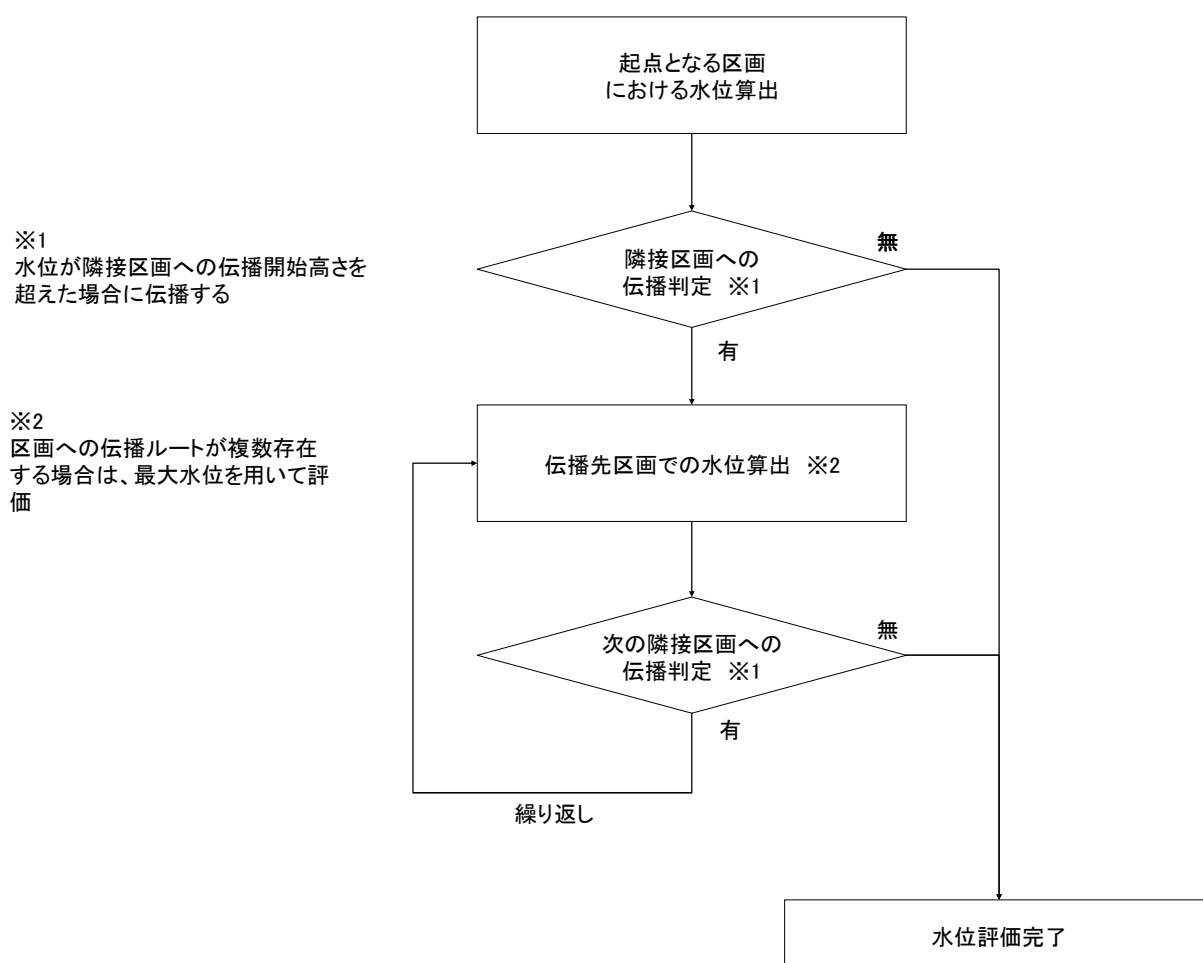 起点となる区画
における水位算出
※1
水位が隣接区画への伝播開始高さを
超えた場合に伝播する
隣接区画への
伝播判定 ※1
無
有
※2
区画への伝播ルートが複数存在
する場合は、最大水位を用いて評
価
伝播先区画での水位算出 ※2
次の隣接区画への
伝播判定 ※1
無
有
繰り返し
水位評価完了